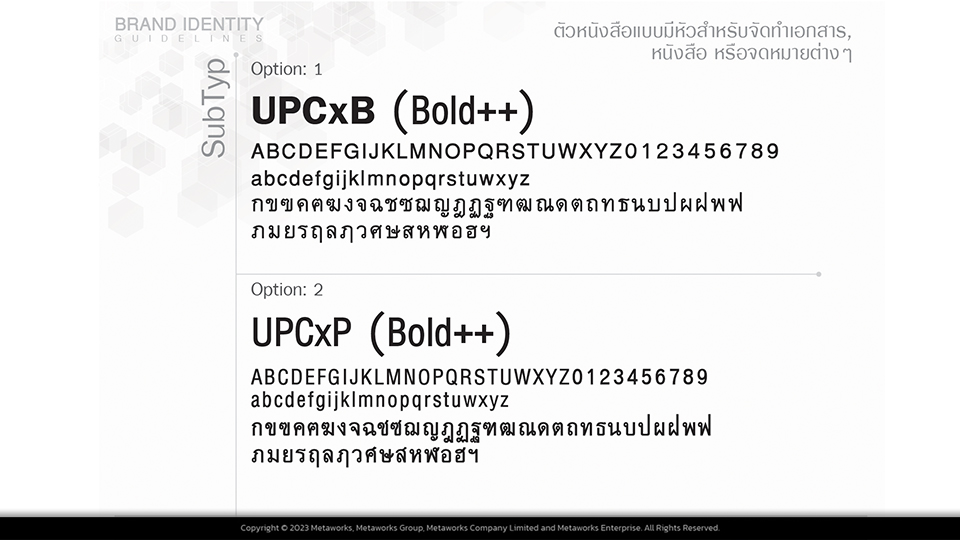 BRAND IDENTITY
GUIDELINES
ตัวหนังสือแบบมีหัวสำหรับจัดทำเอกสาร,
หนังสือ หรือจดหมายต่าง ๆ
SubTyp
Option: 1
UPCxB (Bold++)
ABCDEFGIJKLMNOPQRSTUWXYZ0123456789
abcdefgijklmnopqrstuwxyz
กขฃคฅฆงจฉชซฌญฎฏฐฑฒณดตถทธนบปผฝพฟ
ภมยรฤลฦวศษสหฬอฮฯ
Option: 2
UPCxP (Bold++)
ABCDEFGIJKLMNOPQRSTUWXYZ0123456789
abcdefgijklmnopqrstuwxyz
กขฃคฅฆงจฉชซฌญฎฏฐฑฒณดตถทธนบปผฝพฟ
ภมยรฤลฦวศษสหฬอฮฯ
Copyright © 2023 Metaworks, Metaworks Group, Metaworks Company Limited and Metaworks Enterprise. All Rights Reserved.